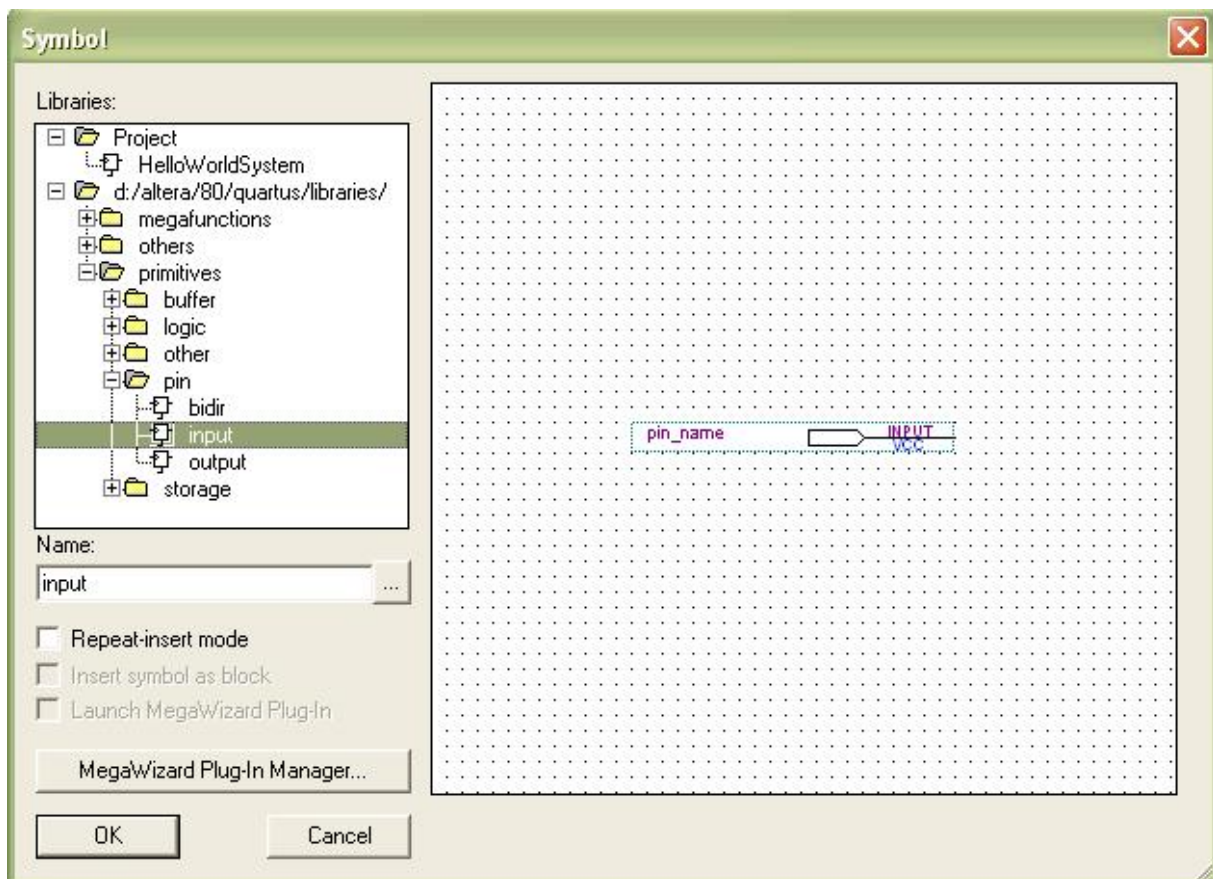 Symbol
Libraries:
Project
HelloWorldSystem
d:/altera/80/quartus/libraries/
megafunctions
others
primitives
buffer
logic
other
pin
bidir
input
output
storage
Name:
input
...
Repeat-insert mode
Insert symbol as block
Launch MegaWizard Plug-In
MegaWizard Plug-In Manager...
OK
Cancel
pin_name
INPUT
VCC